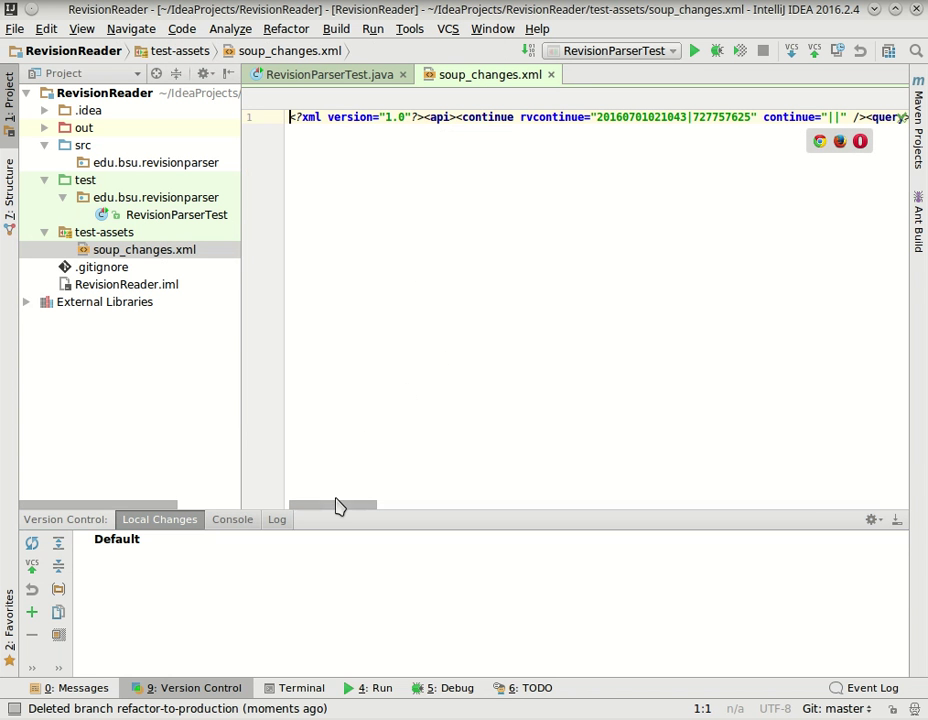 RevisionReader - [~/IdeaProjects/RevisionReader] - [RevisionReader] - ~/IdeaProjects/RevisionReader/test-assets/soup_changes.xml - IntelliJ IDEA 2016.2.4
File Edit View Navigate Code Analyze Refactor Build Run Tools VCS Window Help
RevisionReader test-assets soup_changes.xml RevisionParserTest VCS VCS
1: Project
7: Structure
2: Favorites
Project
RevisionParserTest.java
soup_changes.xml
RevisionReader ~/IdeaProjects/
.idea
out
src
edu.bsu.revisionparser
test
edu.bsu.revisionparser
RevisionParserTest
test-assets
soup_changes.xml
.gitignore
RevisionReader.iml
External Libraries
1 <?xml version="1.0"?><api><continue rvcontinue="20160701021043|727757625" continue="||" /><query>
Maven Projects
Ant Build
Version Control: Local Changes Console Log
Default
VCS
0: Messages 9: Version Control Terminal 4: Run 5: Debug 6: TODO Event Log
Deleted branch refactor-to-production (moments ago) 1:1 n/a UTF-8 Git: master